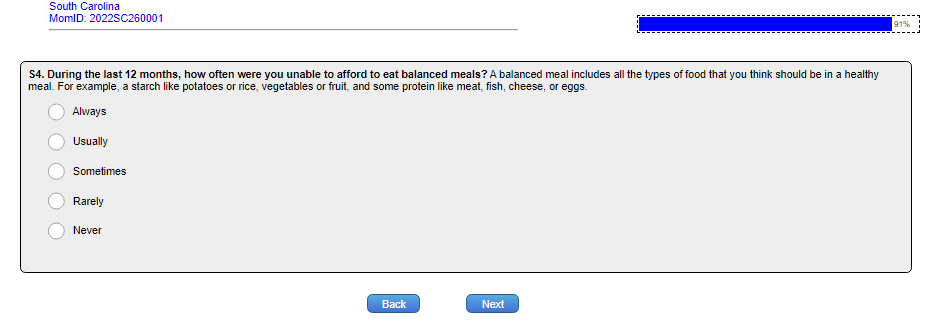 South Carolina
MomID: 2022SC260001
91%
S4. During the last 12 months, how often were you unable to afford to eat balanced meals? A balanced meal includes all the types of food that you think should be in a healthy
meal. For example, a starch like potatoes or rice, vegetables or fruit, and some protein like meat, fish, cheese, or eggs.
Always
Usually
Sometimes
Rarely
Never
Back
Next